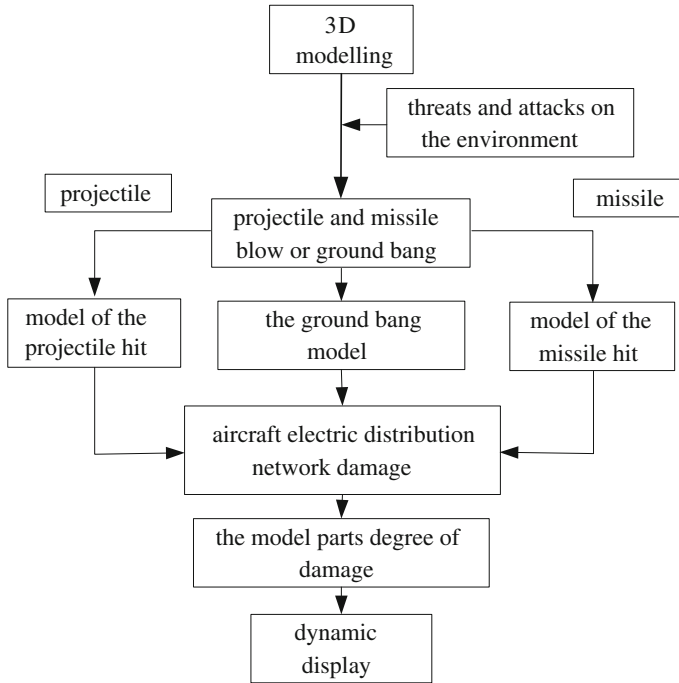 3D
modelling
threats and attacks on
the environment
projectile
missile
projectile and missile
blow or ground bang
model of the
projectile hit
the ground bang
model
model of the
missile hit
aircraft electric distribution
network damage
the model parts degree of
damage
dynamic
display